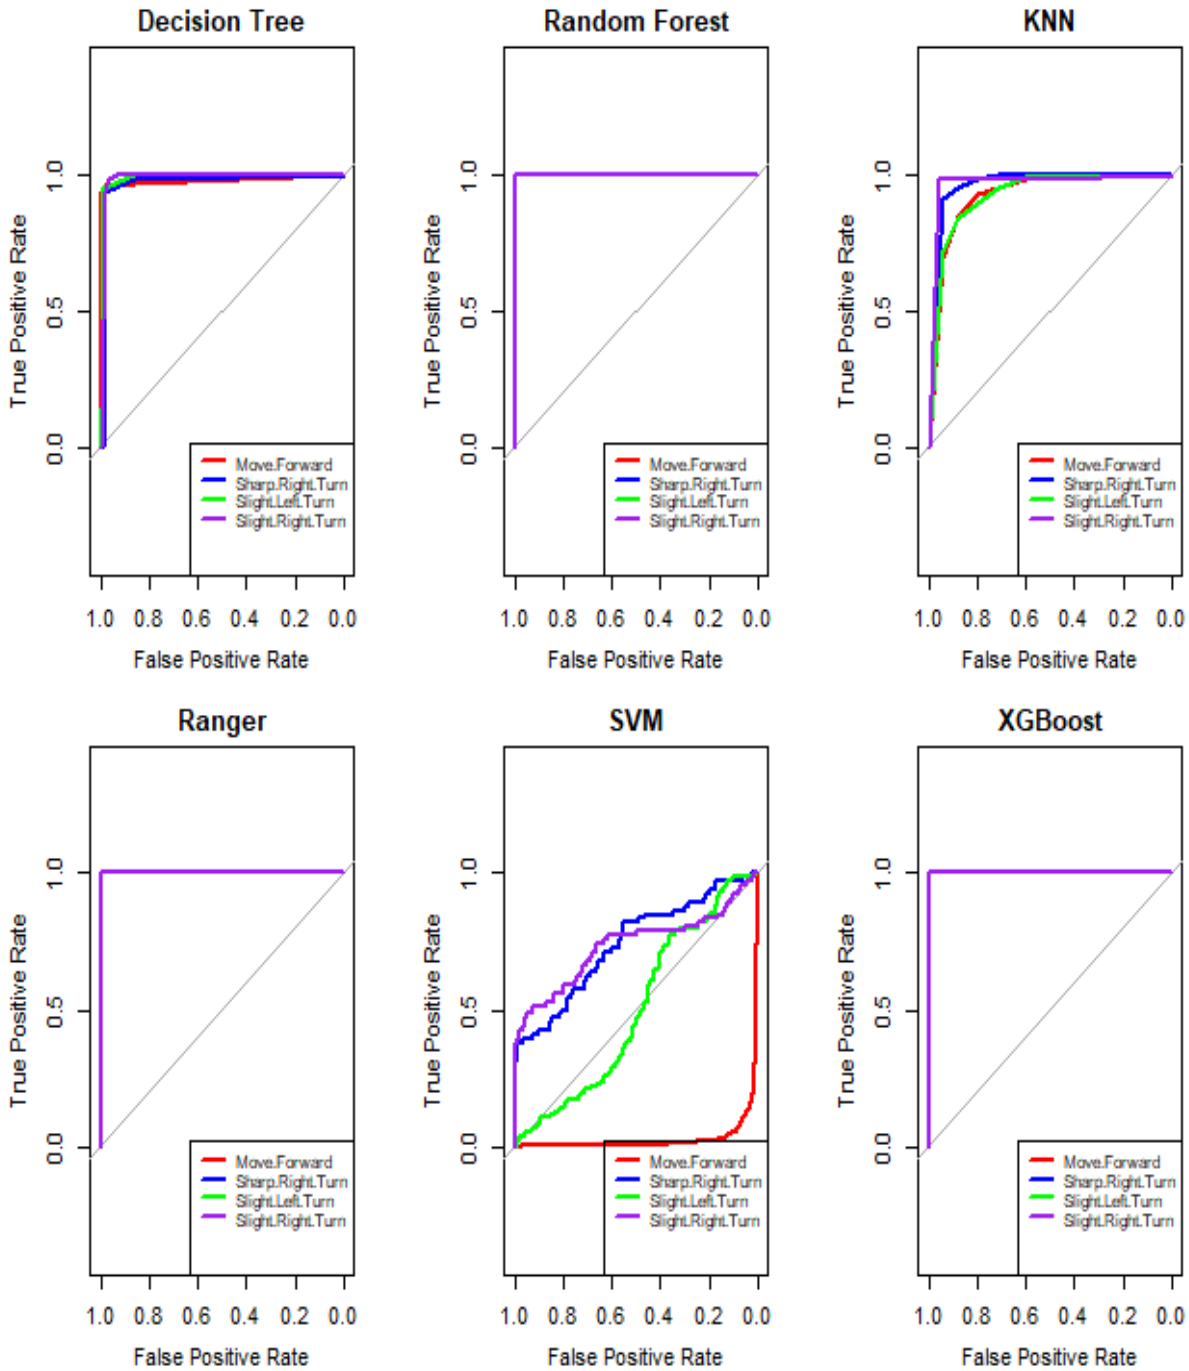 Decision Tree
True Positive Rate
1.0
0.5
0.0
Move.Forward
Sharp.Right.Turn
Slight.Left.Turn
Slight.Right.Turn
1.0 0.8 0.6 0.4 0.2 0.0
False Positive Rate
Random Forest
True Positive Rate
1.0
0.5
0.0
Move.Forward
Sharp.Right.Turn
Slight.Left.Turn
Slight.Right.Turn
1.0 0.8 0.6 0.4 0.2 0.0
False Positive Rate
KNN
True Positive Rate
1.0
0.5
0.0
Move.Forward
Sharp.Right.Turn
Slight.Left.Turn
Slight.Right.Turn
1.0 0.8 0.6 0.4 0.2 0.0
False Positive Rate
Ranger
True Positive Rate
1.0
0.5
0.0
Move.Forward
Sharp.Right.Turn
Slight.Left.Turn
Slight.Right.Turn
1.0 0.8 0.6 0.4 0.2 0.0
False Positive Rate
SVM
True Positive Rate
1.0
0.5
0.0
Move.Forward
Sharp.Right.Turn
Slight.Left.Turn
Slight.Right.Turn
1.0 0.8 0.6 0.4 0.2 0.0
False Positive Rate
XGBoost
True Positive Rate
1.0
0.5
0.0
Move.Forward
Sharp.Right.Turn
Slight.Left.Turn
Slight.Right.Turn
1.0 0.8 0.6 0.4 0.2 0.0
False Positive Rate